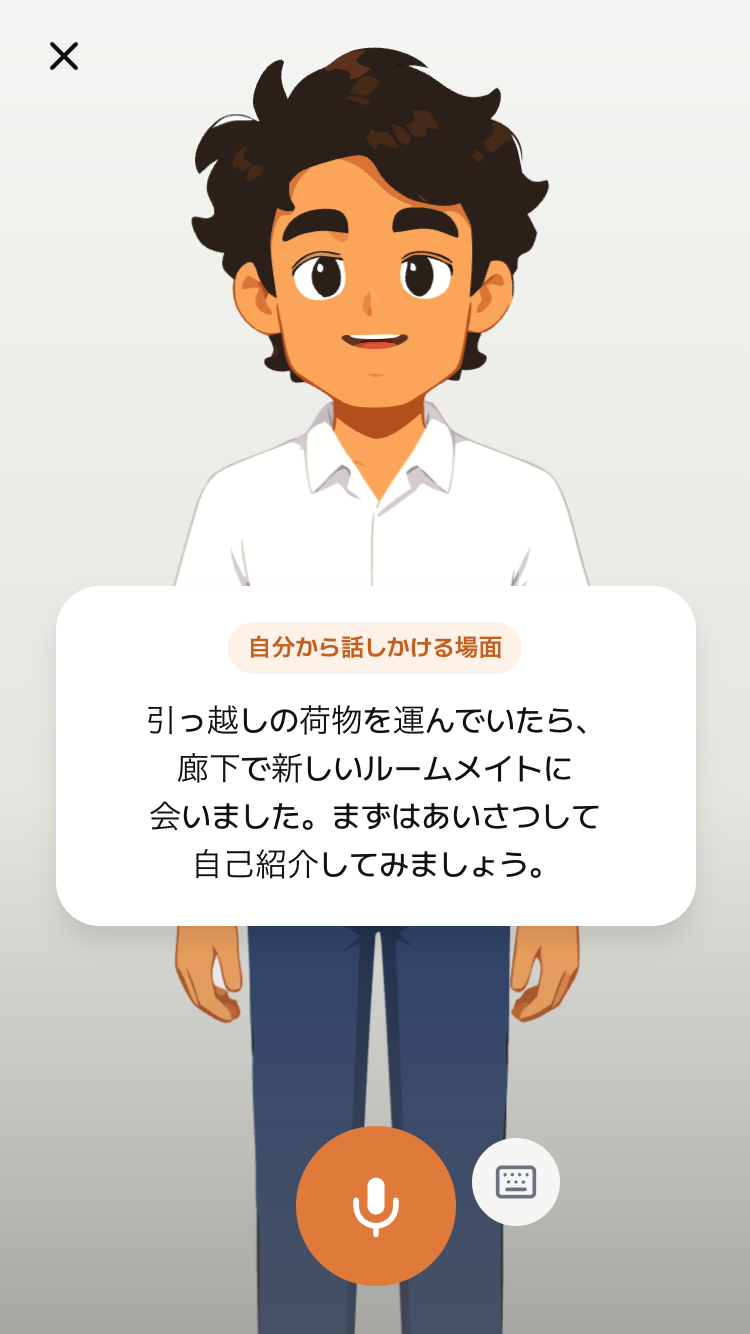 自分から話しかける場面
引っ越しの荷物を運んでいたら、
廊下で新しいルームメイトに
会いました。まずはあいさつして
自己紹介してみましょう。